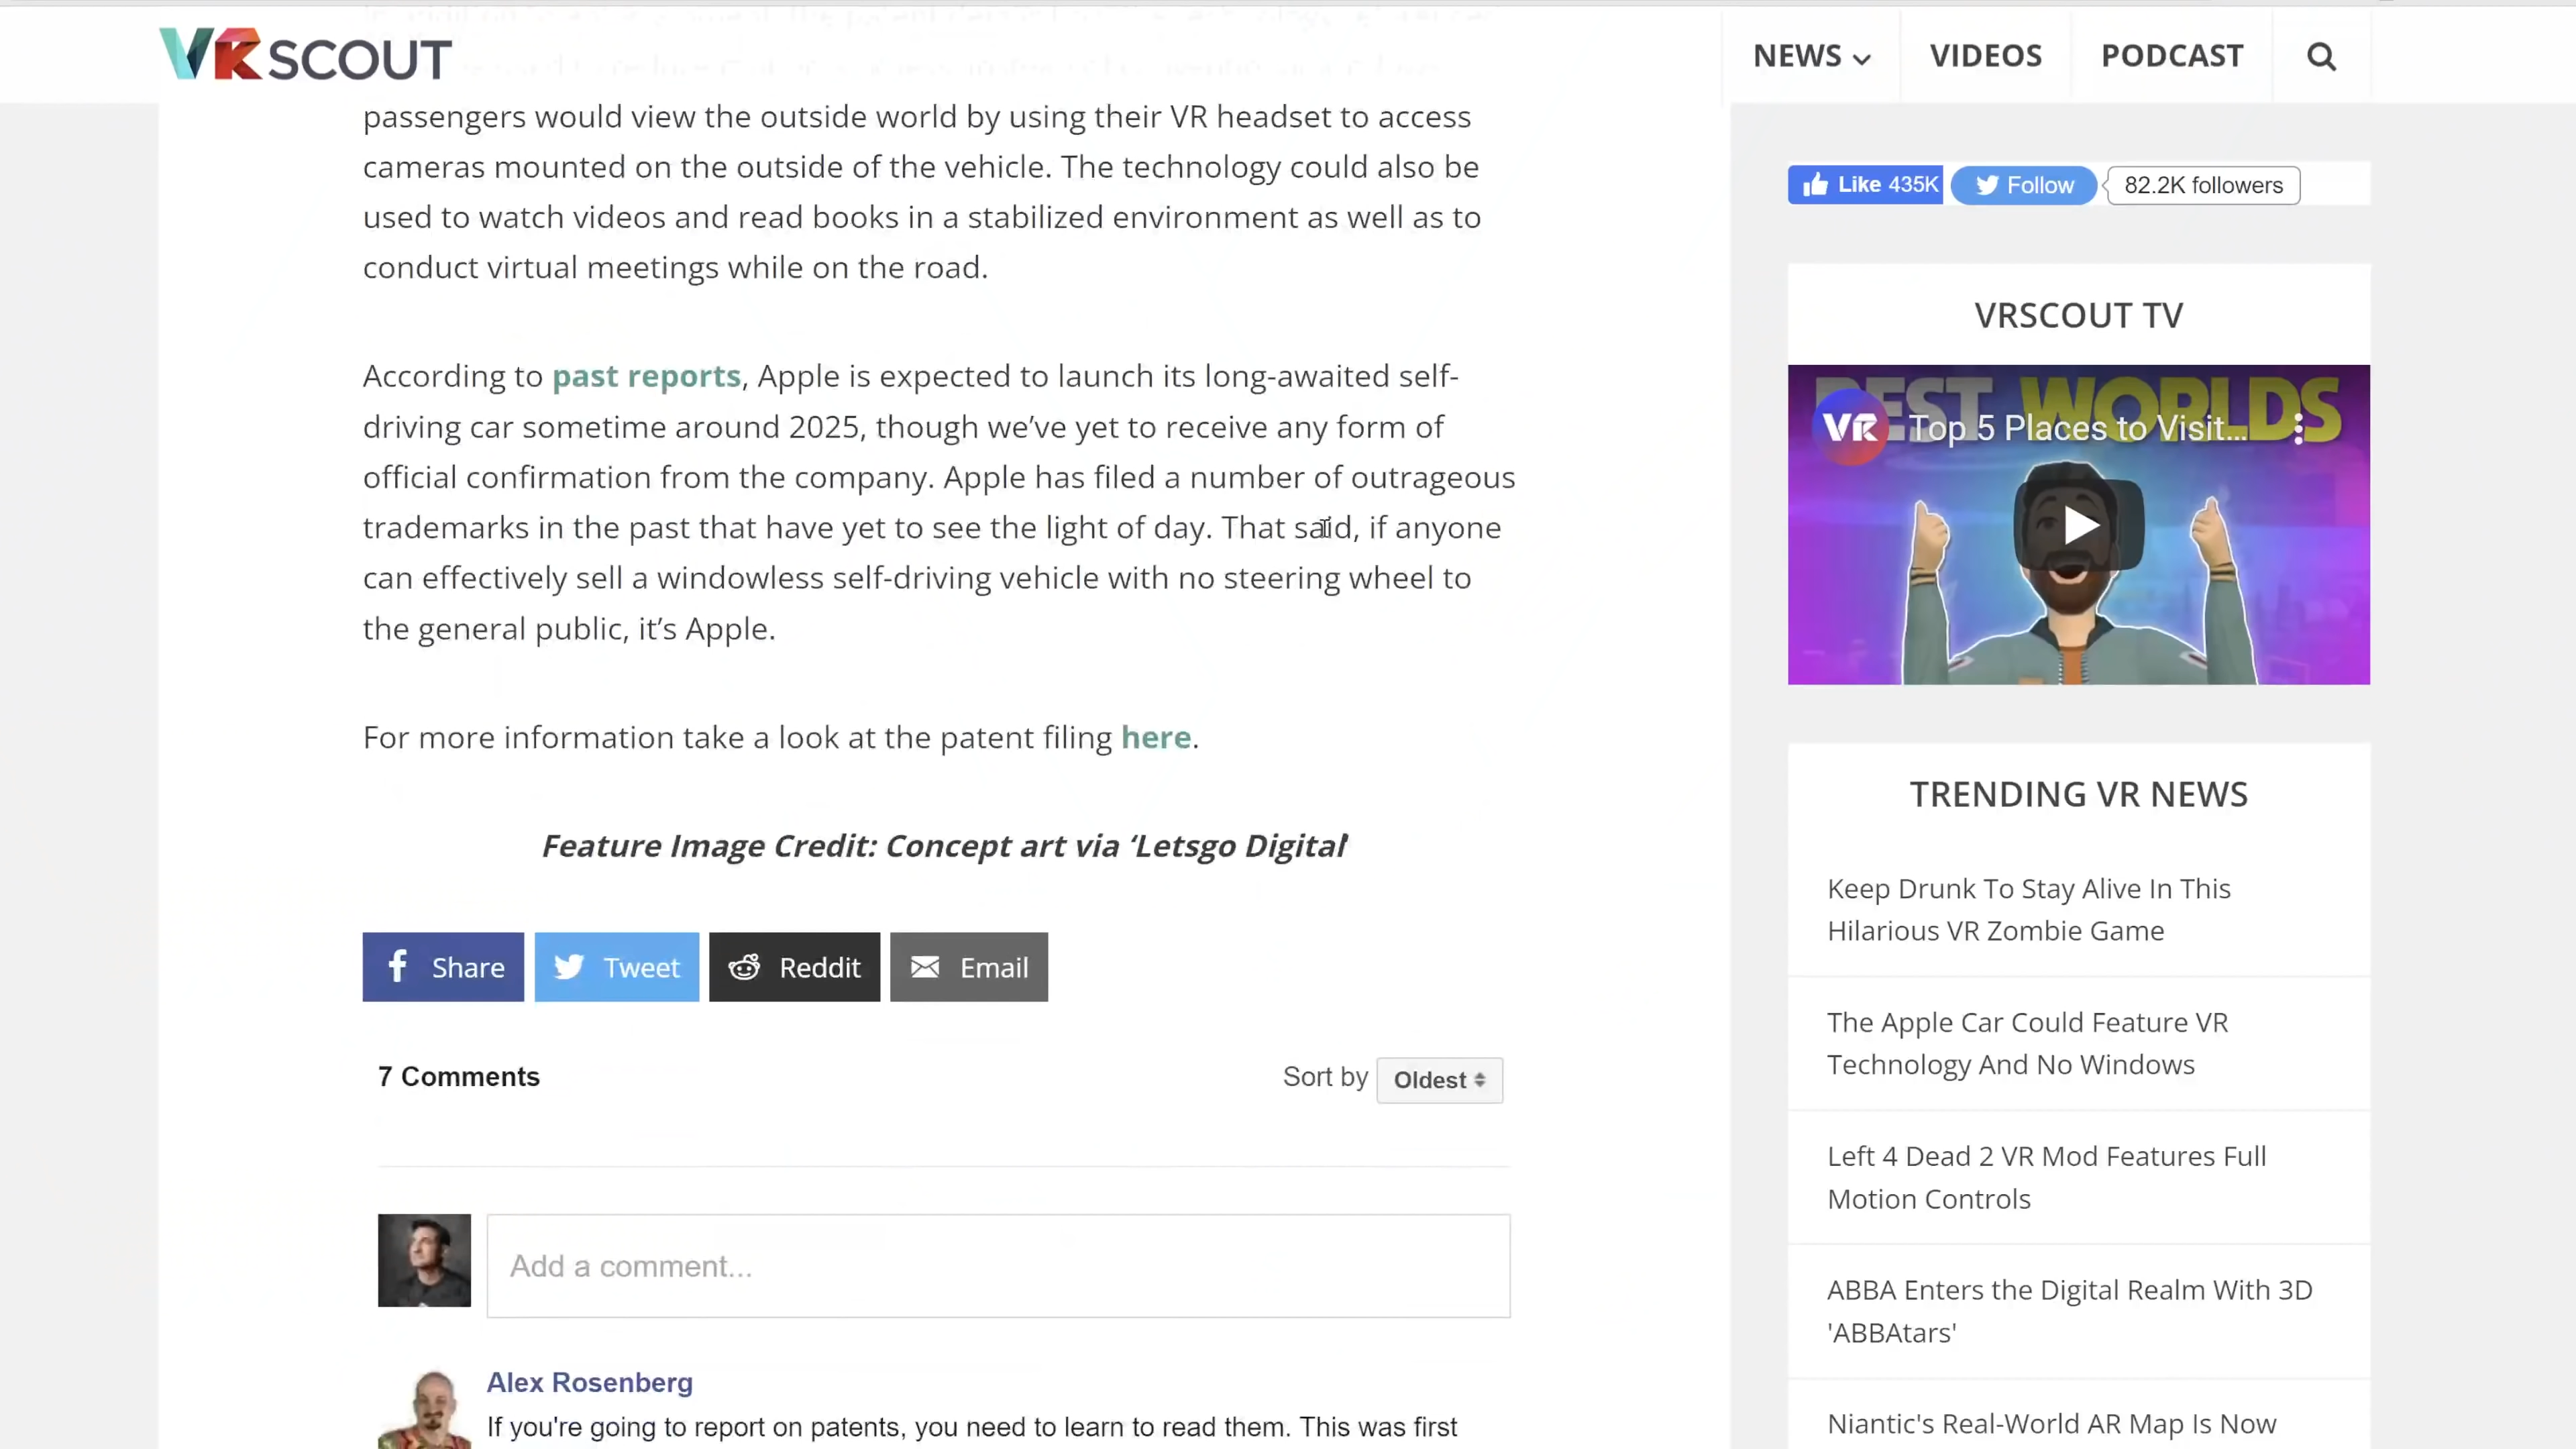 VRSCOUT
NEWS
VIDEOS
PODCAST
passengers would view the outside world by using their VR headset to access
cameras mounted on the outside of the vehicle. The technology could also be
used to watch videos and read books in a stabilized environment as well as to
conduct virtual meetings while on the road.
According to past reports, Apple is expected to launch its long-awaited self-
driving car sometime around 2025, though we’ve yet to receive any form of
official confirmation from the company. Apple has filed a number of outrageous
trademarks in the past that have yet to see the light of day. That said, if anyone
can effectively sell a windowless self-driving vehicle with no steering wheel to
the general public, it’s Apple.
For more information take a look at the patent filing here.
Feature Image Credit: Concept art via ‘Letsgo Digital’
Share
Tweet
Reddit
Email
7 Comments
Sort by Oldest
Add a comment...
Alex Rosenberg
If you're going to report on patents, you need to learn to read them. This was first
Like 435K
Follow
82.2K followers
VRSCOUT TV
BEST WORLDS
VR Top 5 Places to Visit...
TRENDING VR NEWS
Keep Drunk To Stay Alive In This
Hilarious VR Zombie Game
The Apple Car Could Feature VR
Technology And No Windows
Left 4 Dead 2 VR Mod Features Full
Motion Controls
ABBA Enters the Digital Realm With 3D
'ABBAtars'
Niantic's Real-World AR Map Is Now